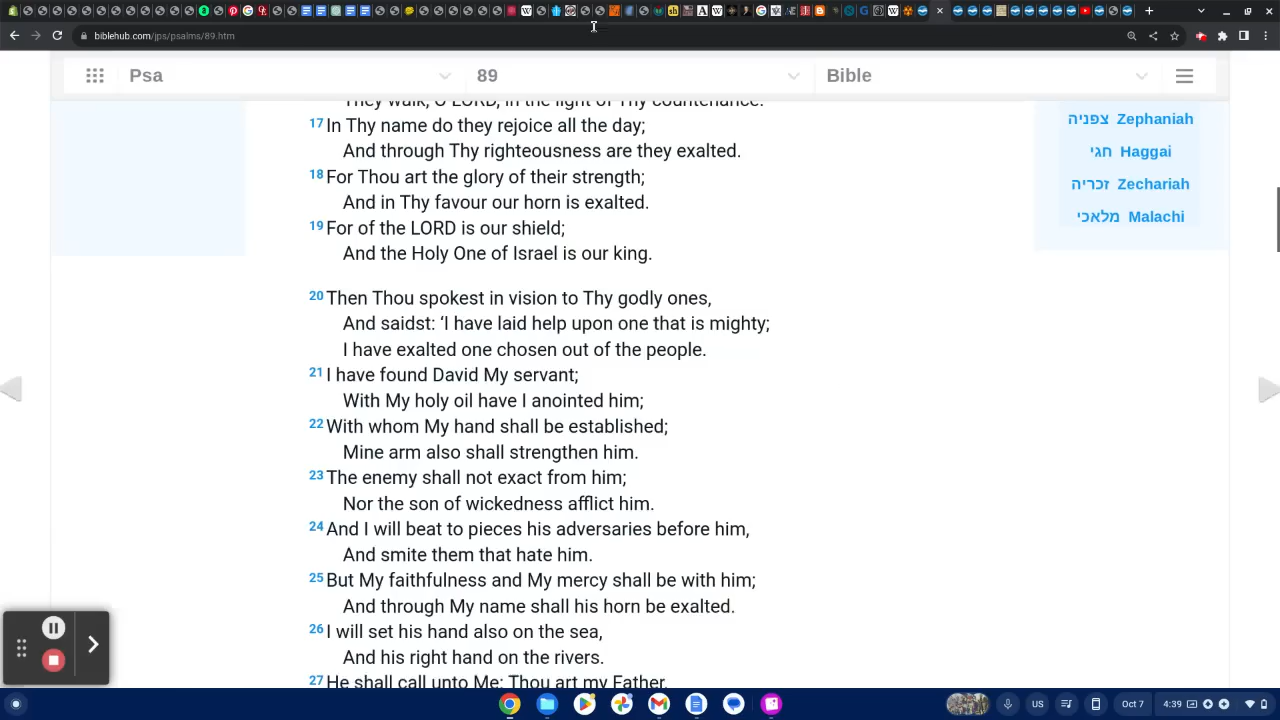 biblehub.com/jps/psalms/89.htm
Psa
89
Bible
They walk, O LORD, in the light of Thy countenance.
17 In Thy name do they rejoice all the day;
And through Thy righteousness are they exalted.
18 For Thou art the glory of their strength;
And in Thy favour our horn is exalted.
19 For of the LORD is our shield;
And the Holy One of Israel is our king.
20 Then Thou spokest in vision to Thy godly ones,
And saidst: ‘I have laid help upon one that is mighty;
I have exalted one chosen out of the people.
21 I have found David My servant;
With My holy oil have I anointed him;
22 With whom My hand shall be established;
Mine arm also shall strengthen him.
23 The enemy shall not exact from him;
Nor the son of wickedness afflict him.
24 And I will beat to pieces his adversaries before him,
And smite them that hate him.
25 But My faithfulness and My mercy shall be with him;
And through My name shall his horn be exalted.
26 I will set his hand also on the sea,
And his right hand on the rivers.
27 He shall call unto Me: Thou art my Father,
צפניה Zephaniah
חגי Haggai
זכריה Zechariah
מלאכי Malachi
US
Oct 7
4:39